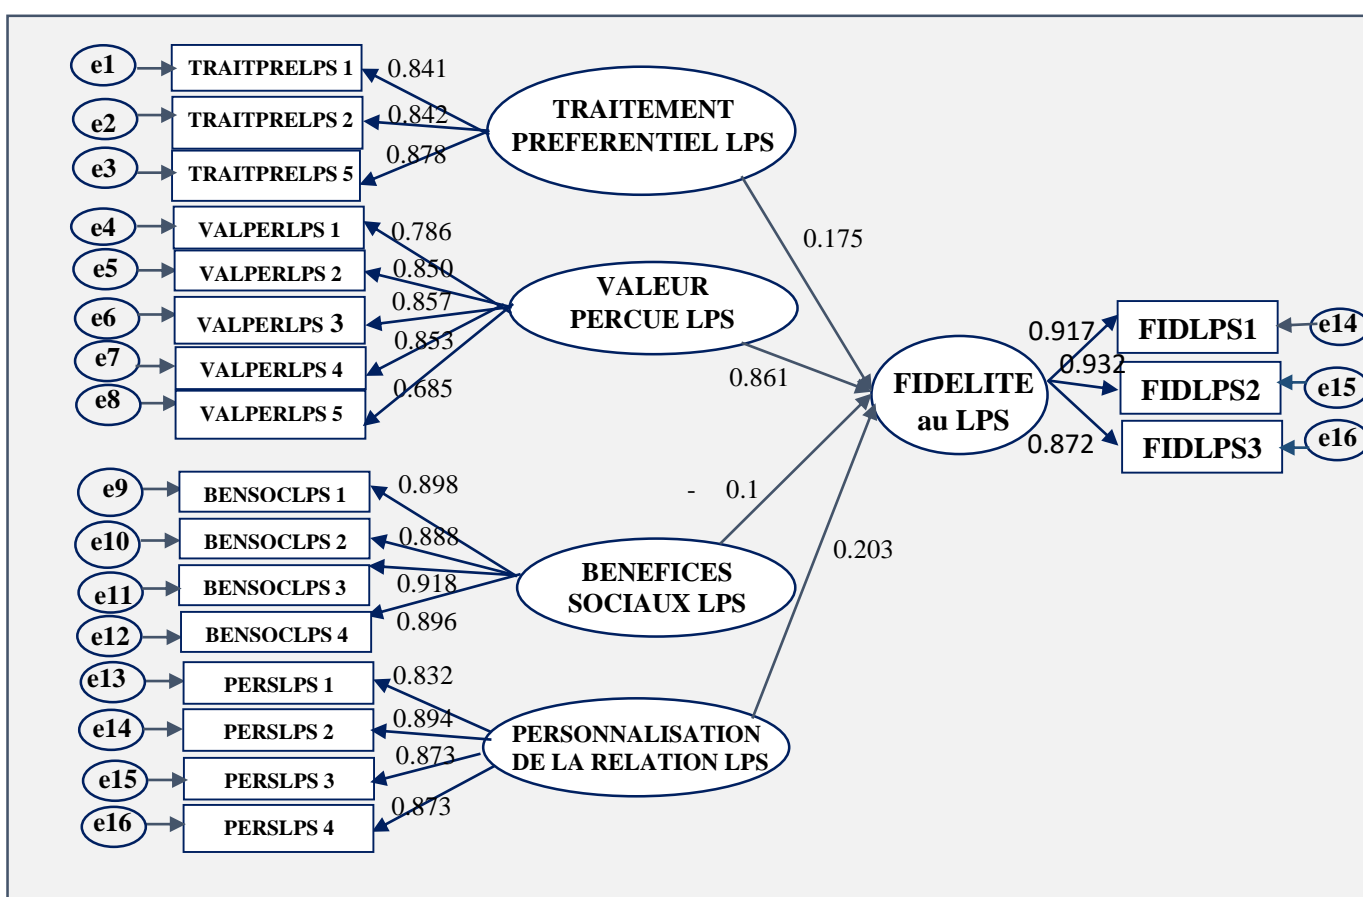 e1
TRAITPRELPS 1
0.841
e2
TRAITPRELPS 2
0.842
e3
TRAITPRELPS 5
0.878
TRAITEMENT
PREFERENTIEL LPS
e4
VALPERLPS 1
0.786
e5
VALPERLPS 2
0.850
e6
VALPERLPS 3
0.857
e7
VALPERLPS 4
0.853
e8
VALPERLPS 5
0.685
VALEUR
PERCUE LPS
0.175
0.861
FIDELITE
au LPS
0.917
FIDLPS1
e14
0.932
FIDLPS2
e15
0.872
FIDLPS3
e16
e9
BENSOCLPS 1
0.898
e10
BENSOCLPS 2
0.888
e11
BENSOCLPS 3
0.918
e12
BENSOCLPS 4
0.896
BENEFICES
SOCIAUX LPS
- 0.1
0.203
e13
PERSLPS 1
0.832
e14
PERSLPS 2
0.894
e15
PERSLPS 3
0.873
e16
PERSLPS 4
0.873
PERSONNALISATION
DE LA RELATION LPS